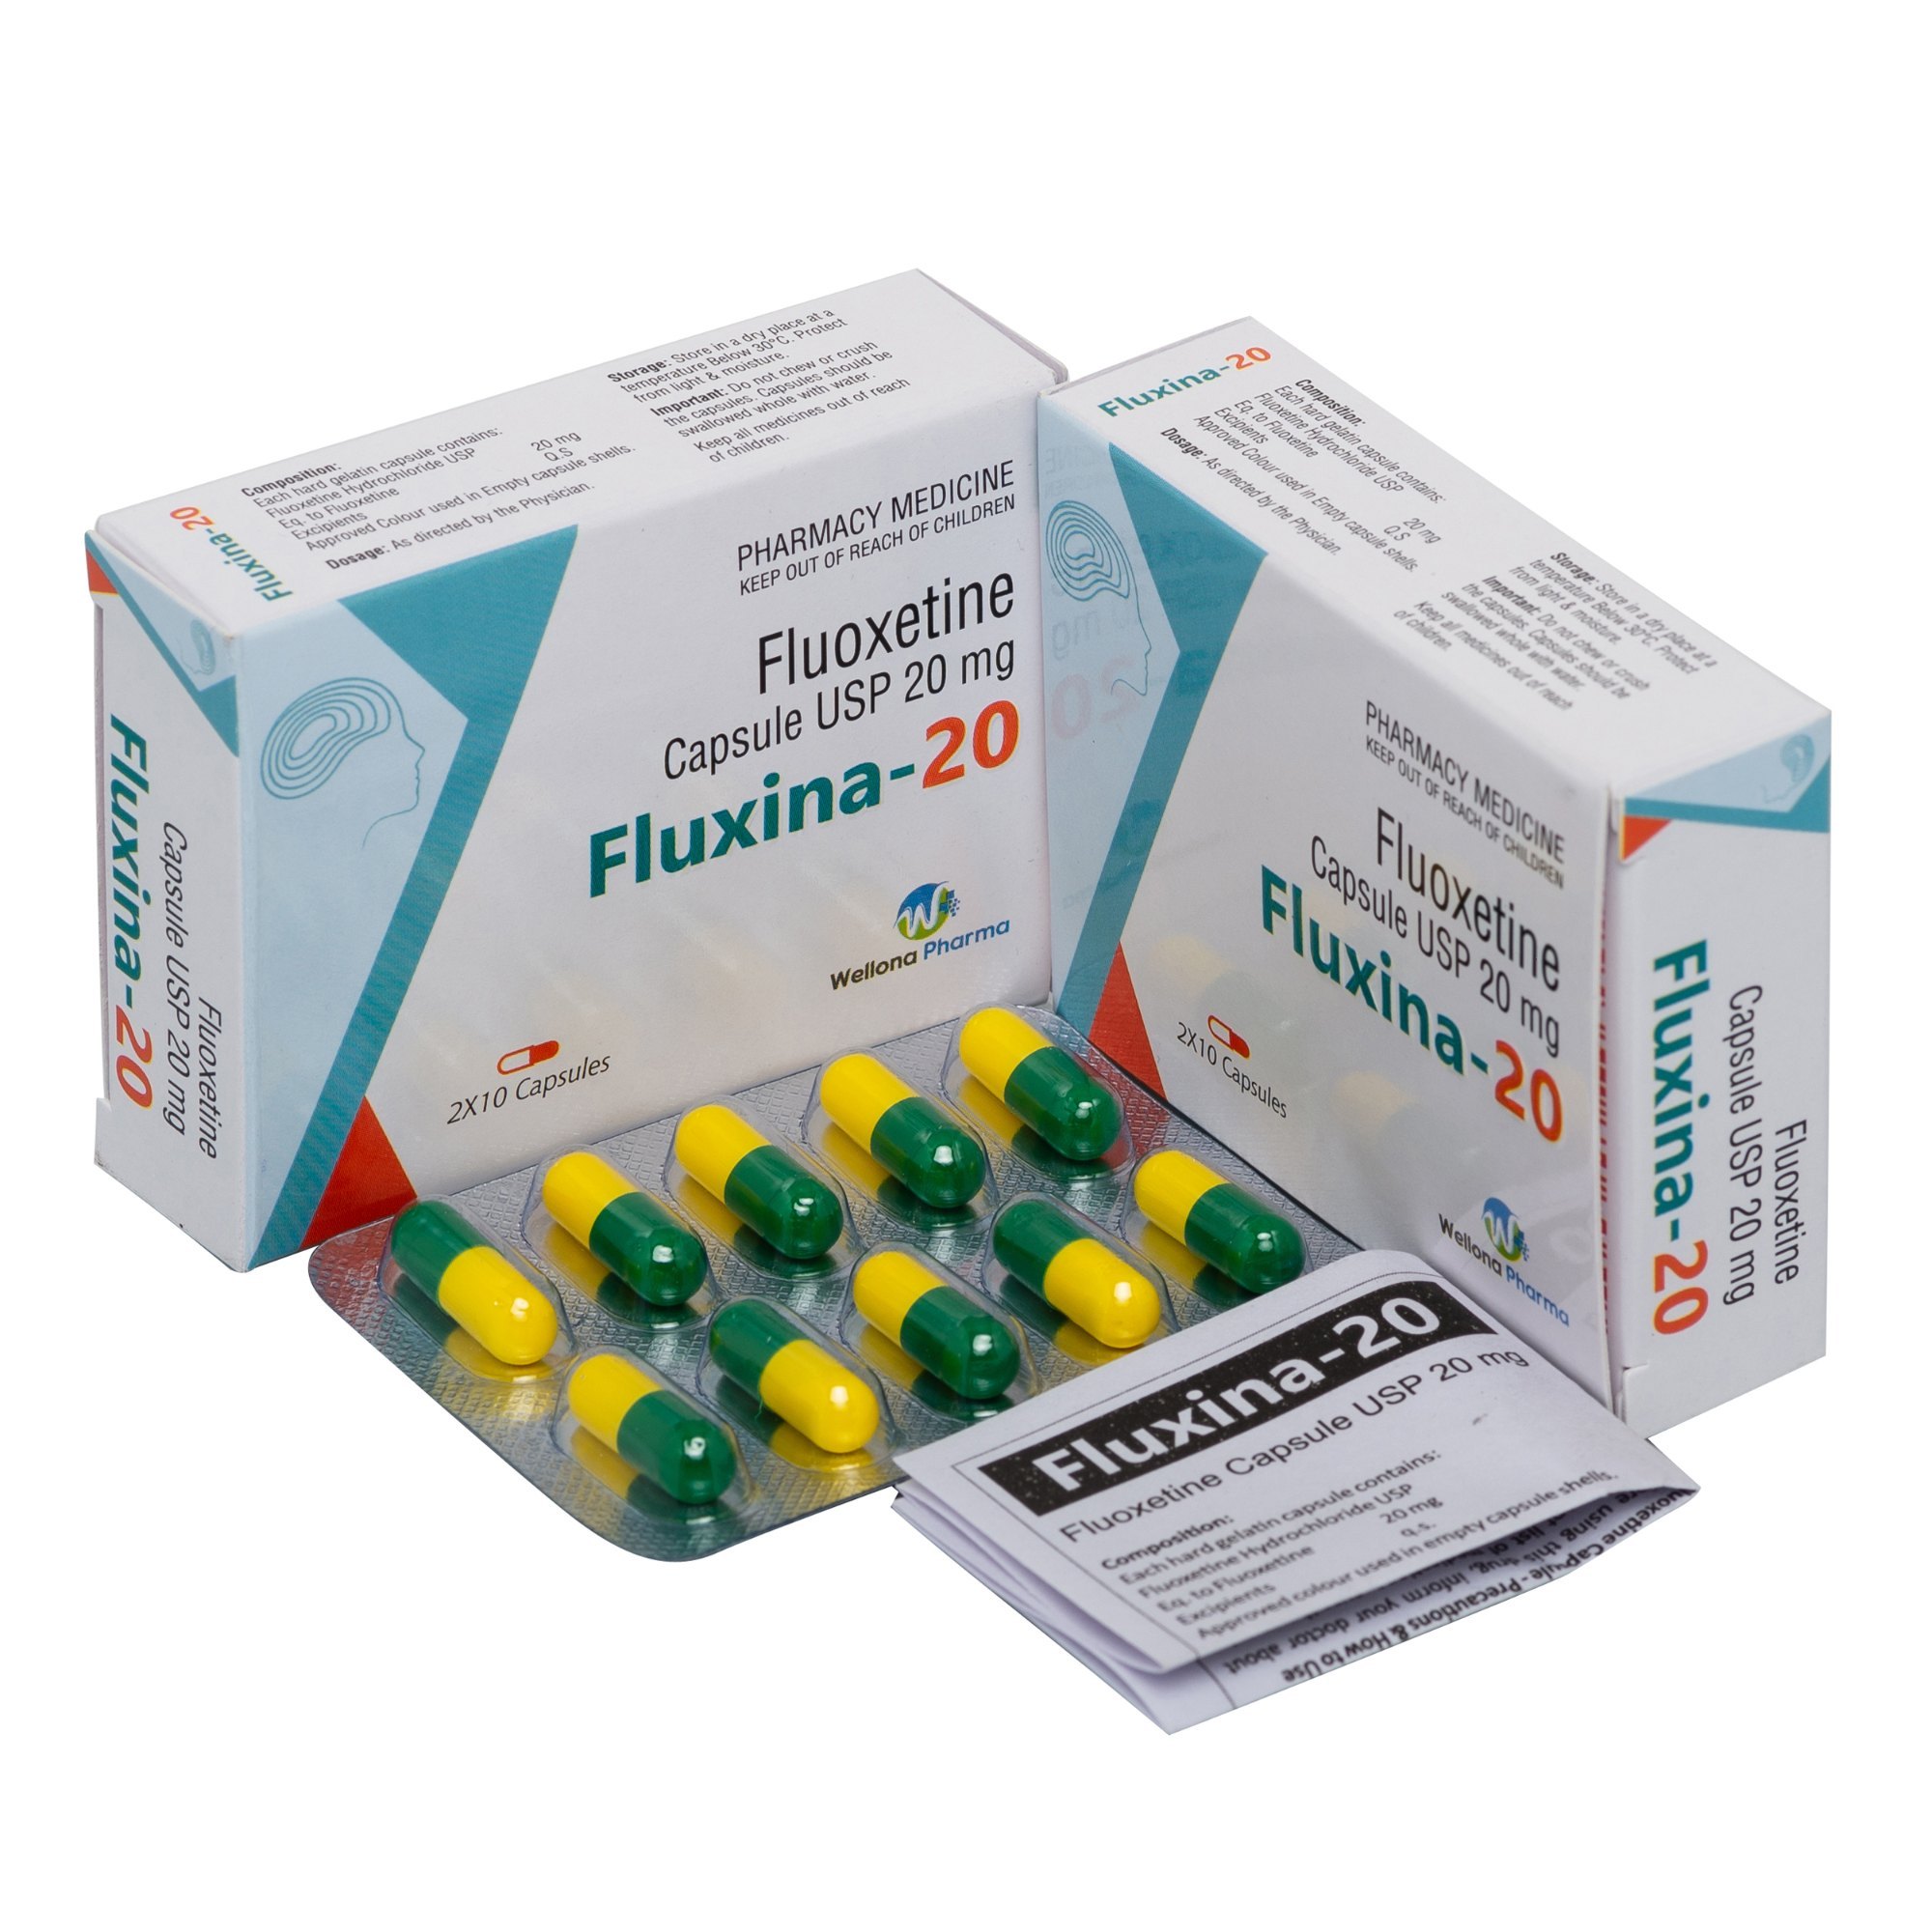 Fluxina-20
Composition:
Each hard gelatin capsule contains:
Fluoxetine Hydrochloride USP
Eq. to Fluoxetine 20 mg
Excipients Q.S
Approved Colour used in Empty capsule shells.
Dosage: As directed by the Physician.
Storage: Store in a dry place at a
temperature Below 30°C. Protect
from light & moisture.
Important: Do not chew or crush
the capsules. Capsules should be
swallowed whole with water.
Keep all medicines out of reach
of children.
PHARMACY MEDICINE
KEEP OUT OF REACH OF CHILDREN
Fluoxetine
Capsule USP 20 mg
Fluxina-20
Wellona Pharma
2X10 Capsules
Fluoxetine
Capsule USP 20 mg
Fluxina-20
Fluxina-20
Composition:
Each hard gelatin capsule contains:
Fluoxetine Hydrochloride USP
Eq. to Fluoxetine 20 mg
Excipients Q.S
Approved Colour used in Empty capsule shells.
Dosage: As directed by the Physician.
Storage: Store in a dry place at a
temperature Below 30°C. Protect
from light & moisture.
Important: Do not chew or crush
the capsules. Capsules should be
swallowed whole with water.
Keep all medicines out of reach
of children.
PHARMACY MEDICINE
KEEP OUT OF REACH OF CHILDREN
Fluoxetine
Capsule USP 20 mg
Fluxina-20
2X10 Capsules
Wellona Pharma
Fluoxetine
Capsule USP 20 mg
Fluxina-20
Fluxina-20
Fluoxetine Capsule USP 20 mg
Composition:
Each hard gelatin capsule contains:
Fluoxetine Hydrochloride USP
Eq. to Fluoxetine 20 mg
Excipients q.s.
Approved colour used in empty capsule shells.
Fluoxetine Capsule - Precautions & How to Use
using this drug, inform your doctor about